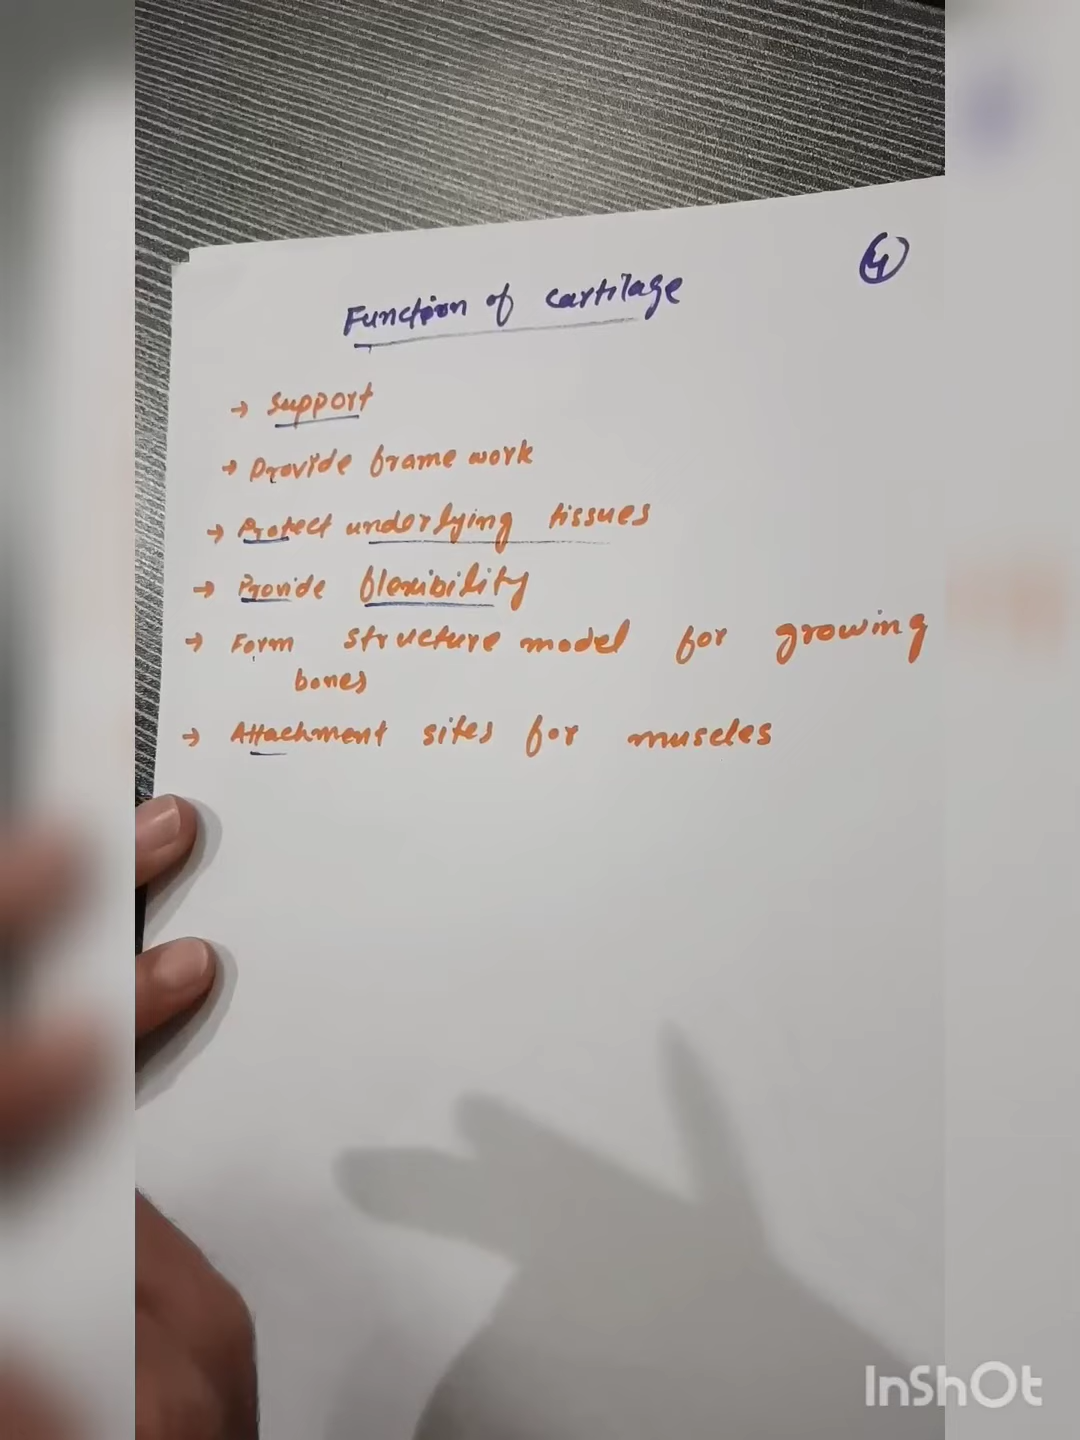 4
Function of cartilage
→ Support
→ Provide frame work
→ Protect underlying tissues
→ Provide flexibility
→ Form structure model for growing
bones
→ Attachment sites for muscles
InShOt